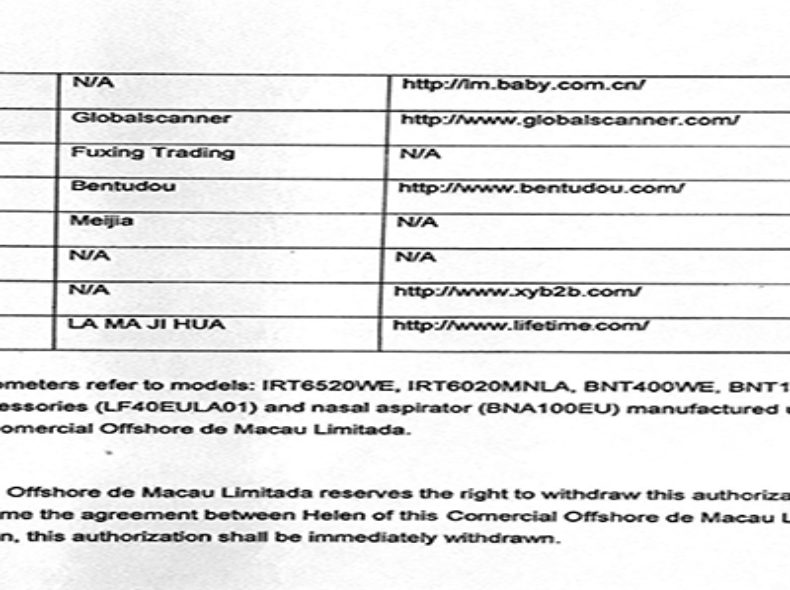 N/A http://im.baby.com.cn/
Globalscanner http://www.globalscanner.com/
Fuxing Trading N/A
Bentudou http://www.bentudou.com/
Meijia N/A
N/A N/A
N/A http://www.xyb2b.com/
LA MA JI HUA http://www.lifetime.com/
ometers refer to models: IRT6520WE, IRT6020MNLA, BNT400WE, BNT1
essories (LF40EULA01) and nasal aspirator (BNA100EU) manufactured
omercial Offshore de Macau Limitada.
Offshore de Macau Limitada reserves the right to withdraw this authoriza
me the agreement between Helen of this Comercial Offshore de Macau L
n, this authorization shall be immediately withdrawn.